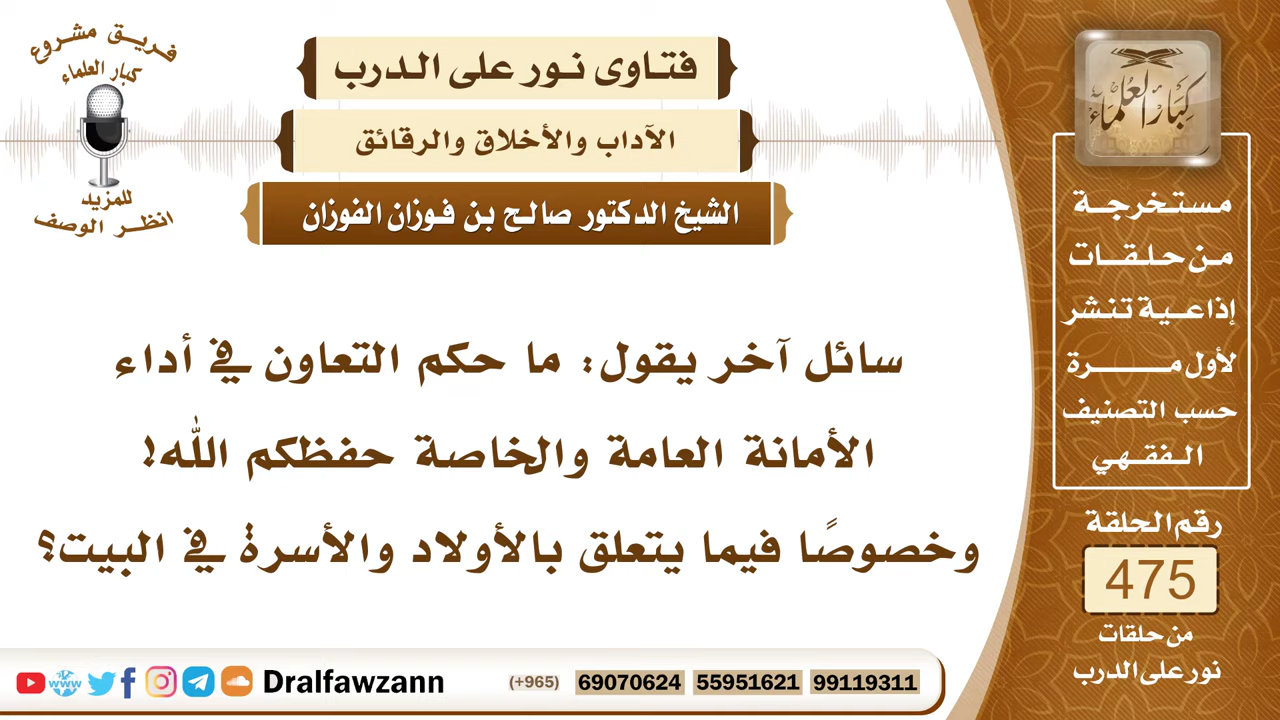 فريق مشروع
كبار العلماء
للمزيد
انظر الوصف
فتاوى نور على الدرب
الآداب والأخلاق والرقائق
الشيخ الدكتور صالح بن فوزان الفوزان
سائل آخر يقول: ما حكم التعاون في أداء
الأمانة العامة والخاصة حفظكم الله!
وخصوصًا فيما يتعلق بالأولاد والأسرة في البيت؟
كبار العلماء
مستخرجة
من حلقات
إذاعية تنشر
لأول مرة
حسب التصنيف
الفقهي
رقم الحلقة
475
من حلقات
نور على الدرب
www Dralfawzann (+965) 69070624 55951621 99119311